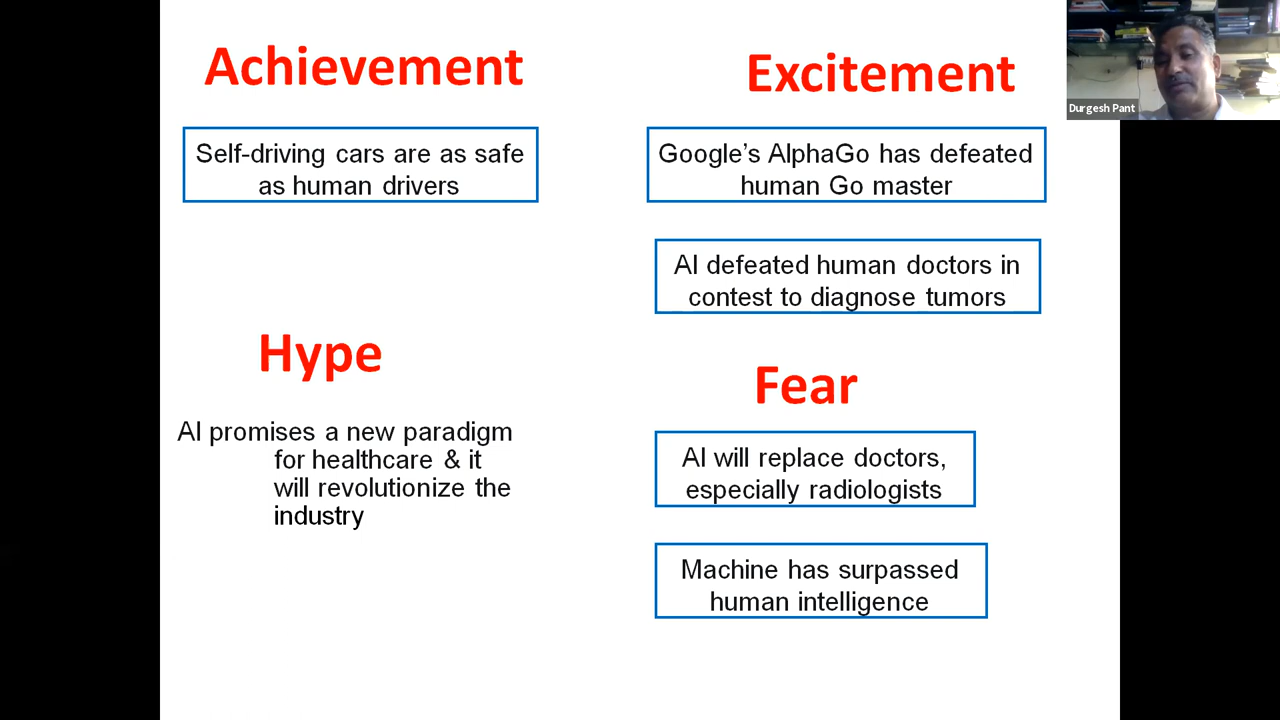 Achievement
Self-driving cars are as safe
as human drivers
Hype
AI promises a new paradigm
for healthcare & it
will revolutionize the
industry
Excitement
Google’s AlphaGo has defeated
human Go master
AI defeated human doctors in
contest to diagnose tumors
Fear
AI will replace doctors,
especially radiologists
Machine has surpassed
human intelligence
Durgesh Pant